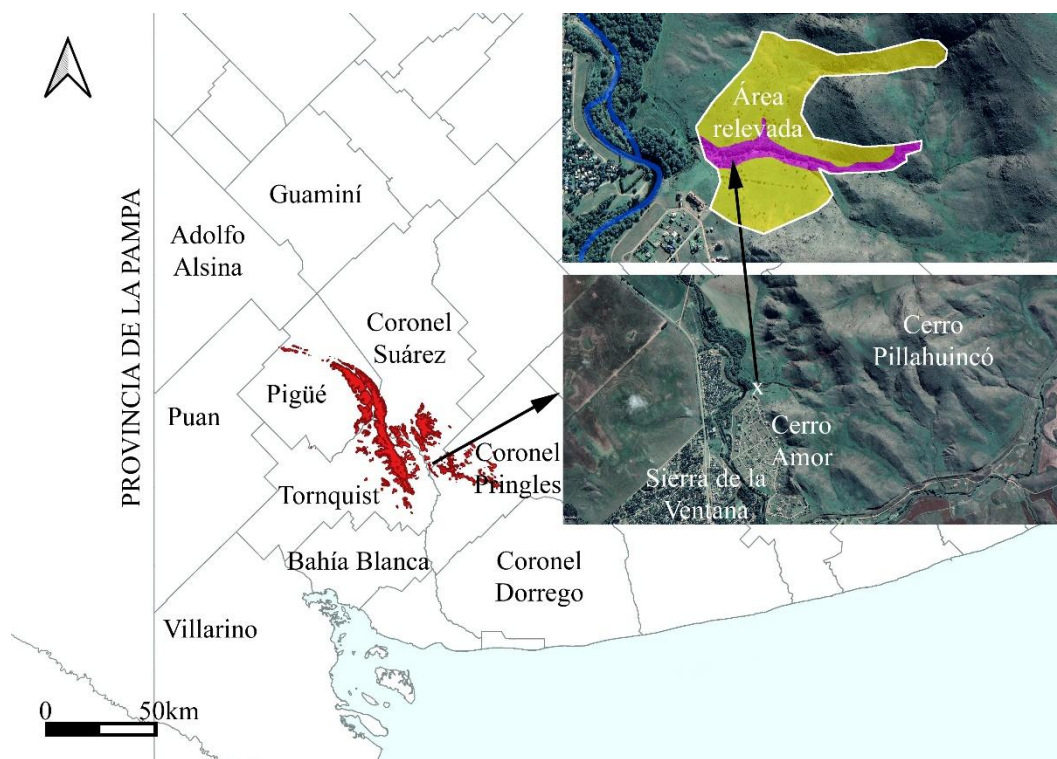 Área
relevada
Guaminí
PROVINCIA DE LA PAMPA
Adolfo
Alsina
Coronel
Suárez
Cerro
Pillahuincó
Pigüé
Puan
x
Cerro
Amor
Coronel
Pringles
Sierra de la
Ventana
Tornquist
Bahía Blanca
Coronel
Dorrego
Villarino
0 50km